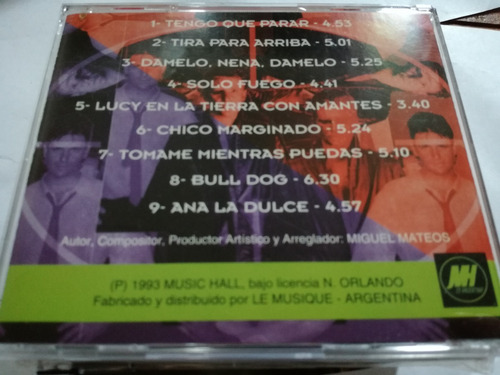 1- TENGO QUE PARAR - 4.53
2- TIRA PARA ARRIBA - 5.01
3- DAMELO, NENA, DAMELO - 5.25
4- SOLO FUEGO - 4.41
5- LUCY EN LA TIERRA CON AMANTES - 3.40
6- CHICO MARGINADO - 5.24
7- TOMAME MIENTRAS PUEDAS - 5.10
8- BULL DOG - 6.30
9- ANA LA DULCE - 4.57
Autor, Compositor, Productor Artístico y Arreglador: MIGUEL MATEOS
(P) 1993 MUSIC HALL, bajo licencia N. ORLANDO
Fabricado y distribuido por LE MUSIQUE - ARGENTINA
MH